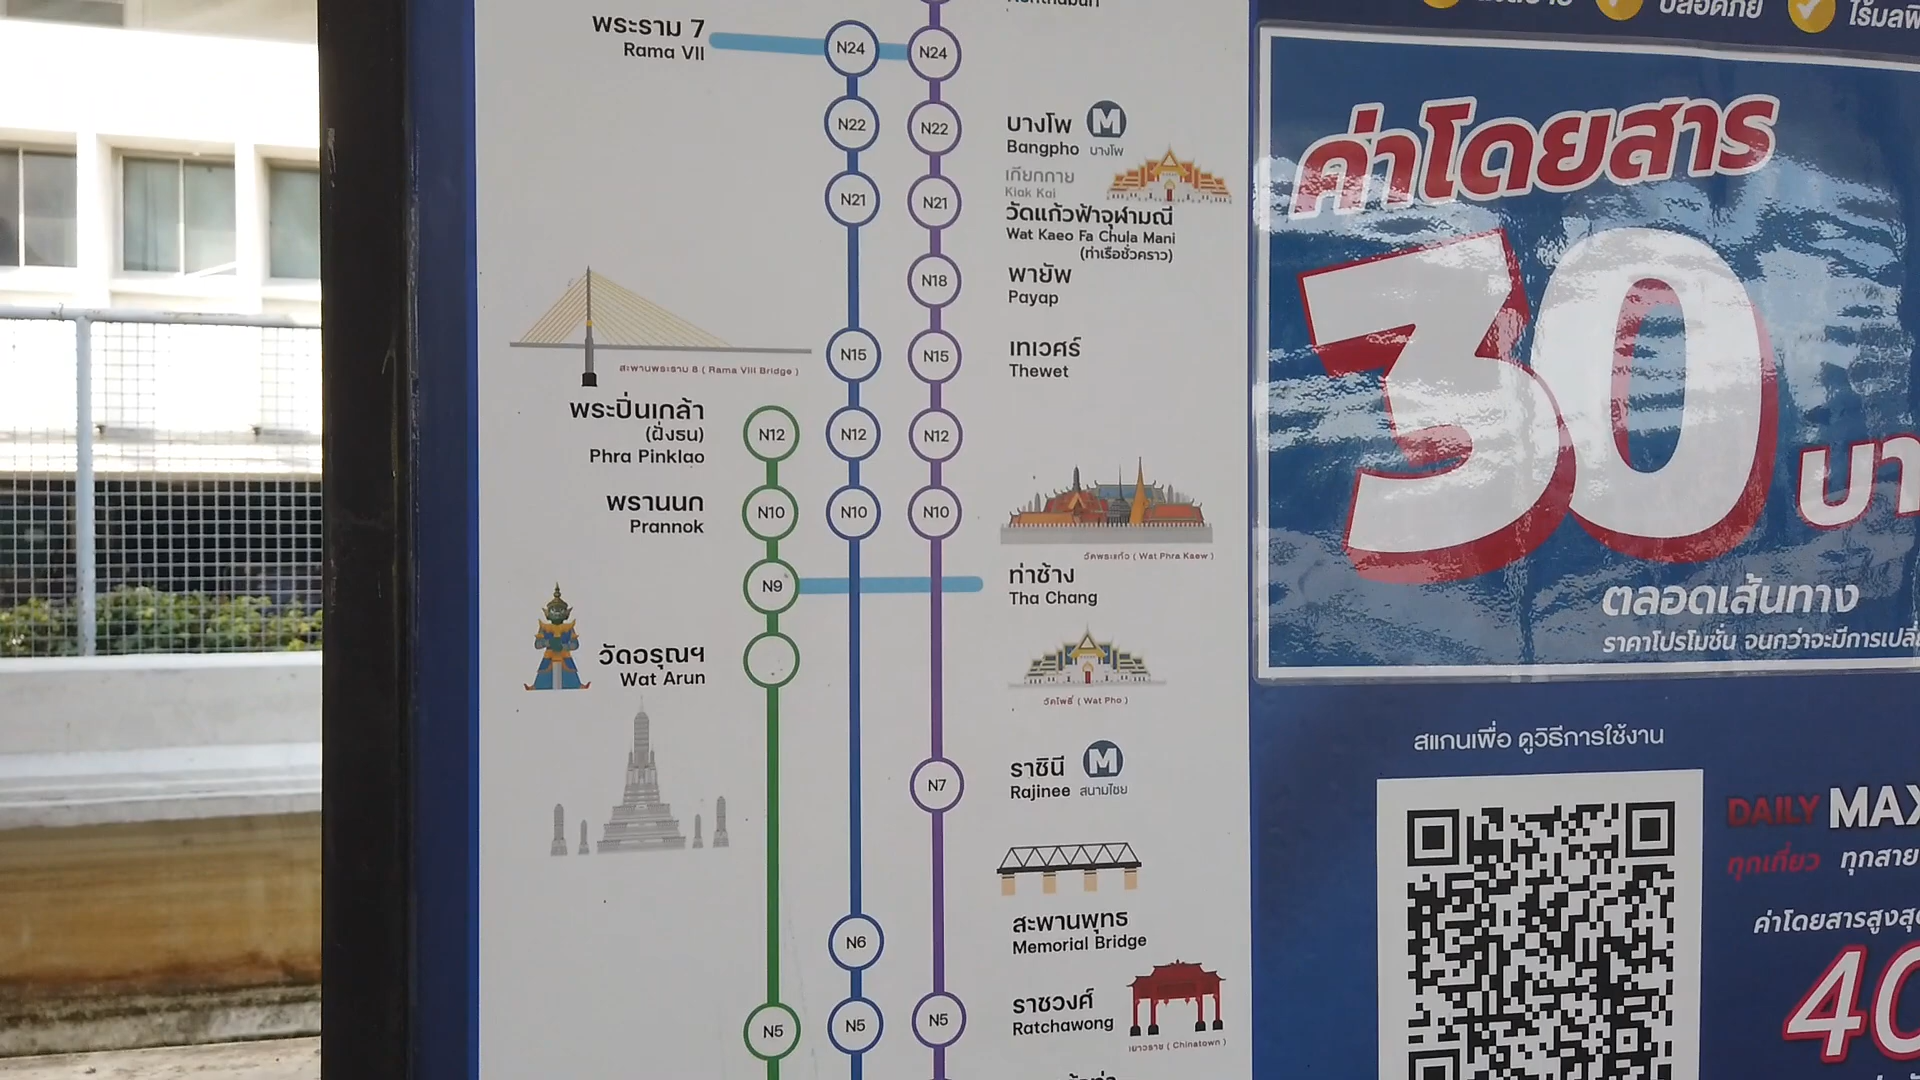 พระราม 7
Rama VII
N24
N24
N22
N22
บางโพ
Bangpho
M
บางโพ
เกียกกาย
Kiak Kai
N21
N21
วัดแก้วฟ้าจุฬามณี
Wat Kaeo Fa Chula Mani
(ท่าเรือชั่วคราว)
N18
พายัพ
Payap
สะพานพระราม 8 ( Rama VIII Bridge )
N15
N15
เทเวศร์
Thewet
พระปิ่นเกล้า
(ฝั่งธน)
Phra Pinklao
N12
N12
N12
พรานนก
Prannok
N10
N10
N10
วัดพระแก้ว ( Wat Phra Kaew )
N9
ท่าช้าง
Tha Chang
วัดอรุณฯ
Wat Arun
วัดโพธิ์ ( Wat Pho )
N7
ราชินี
Rajinee
M
สนามไชย
N6
สะพานพุทธ
Memorial Bridge
N5
N5
N5
ราชวงศ์
Ratchawong
เยาวราช ( Chinatown )
ปลอดภัย
ค่าโดยสาร
30
ตลอดเส้นทาง
ราคาโปรโมชั่น จนกว่าจะมีการ
สแกนเพื่อ ดูวิธีการใช้งาน
DAILY MAX
ทุกเที่ยว ทุกสาย
ค่าโดยสาร
40